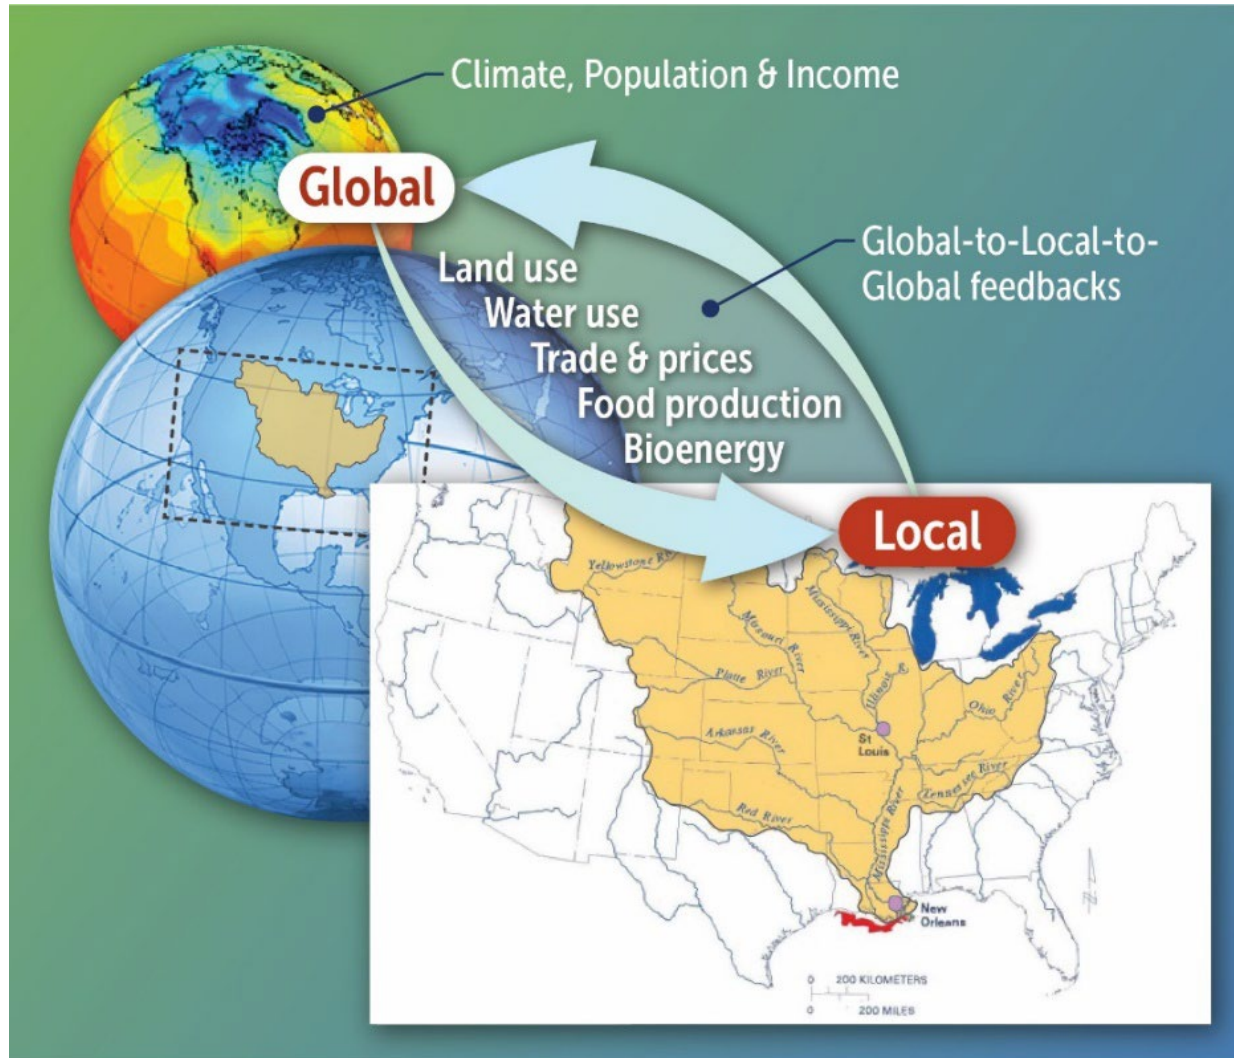 Climate, Population & Income
Global
Global-to-Local-to-
Global feedbacks
Land use
Water use
Trade & prices
Food production
Bioenergy
Local
Yellowstone
Mississippi River
Missouri River
Platte River
Illinois R.
Ohio River
St
Louis
Arkansas River
Tennessee River
Red River
Mississippi River
New
Orleans
0 200 KILOMETERS
0 200 MILES